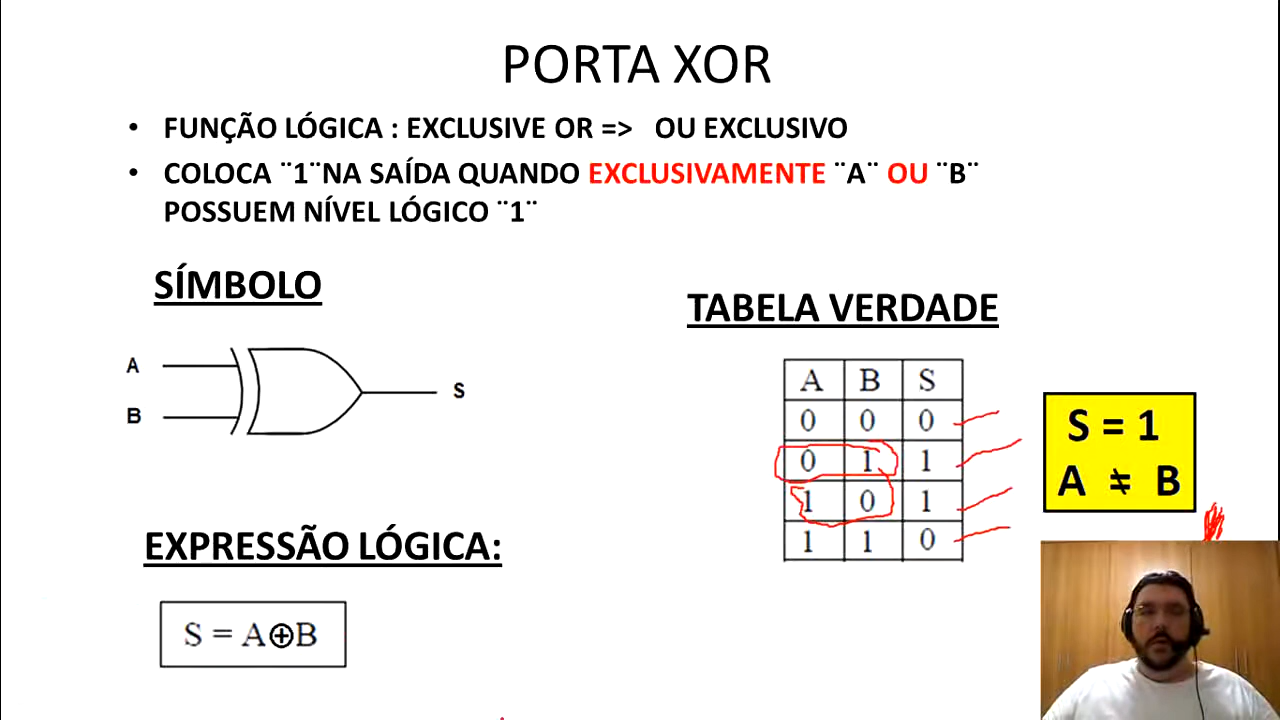 PORTA XOR
• FUNÇÃO LÓGICA : EXCLUSIVE OR => OU EXCLUSIVO
• COLOCA ¨1¨NA SAÍDA QUANDO EXCLUSIVAMENTE ¨A¨ OU ¨B¨
POSSUEM NÍVEL LÓGICO ¨1¨
SÍMBOLO
A
B
S
TABELA VERDADE
A B S
0 0 0
0 1 1
1 0 1
1 1 0
S = 1
A ≠ B
EXPRESSÃO LÓGICA:
S = A⊕B